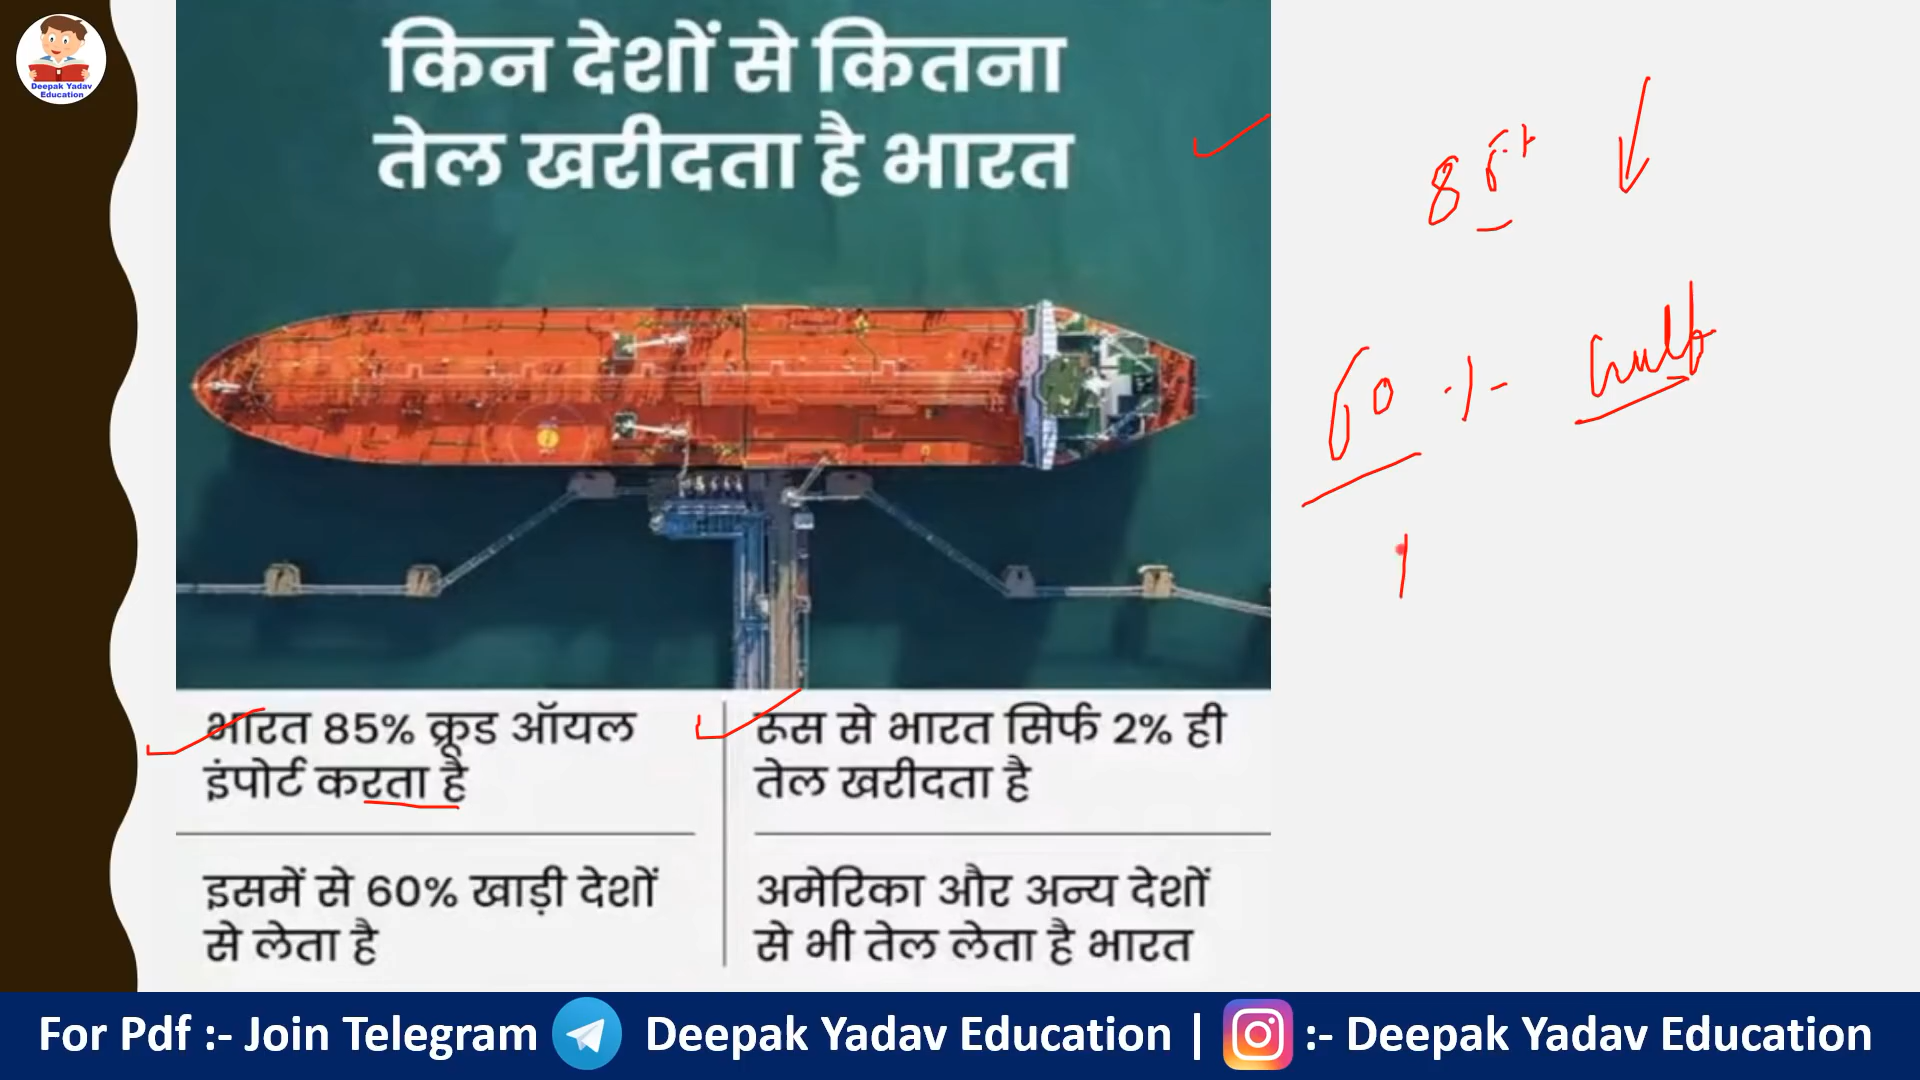 Deepak Yadav
Education
किन देशों से कितना
तेल खरीदता है भारत
भारत 85% क्रूड ऑयल
इंपोर्ट करता है
रूस से भारत सिर्फ 2% ही
तेल खरीदता है
इसमें से 60% खाड़ी देशों
से लेता है
अमेरिका और अन्य देशों
से भी तेल लेता है भारत
85%
60% Gulf
For Pdf :- Join Telegram Deepak Yadav Education | :- Deepak Yadav Education